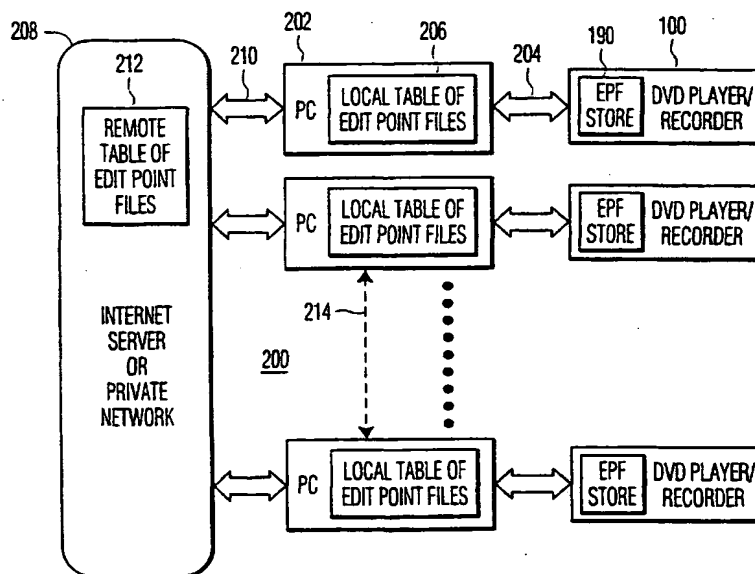 208
212
210
202
206
204
190
100
REMOTE
TABLE OF
EDIT POINT
FILES
PC
LOCAL TABLE OF
EDIT POINT FILES
EPF
STORE
DVD PLAYER/
RECORDER
PC
LOCAL TABLE OF
EDIT POINT FILES
EPF
STORE
DVD PLAYER/
RECORDER
INTERNET
SERVER
OR
PRIVATE
NETWORK
214
200
PC
LOCAL TABLE OF
EDIT POINT FILES
EPF
STORE
DVD PLAYER/
RECORDER